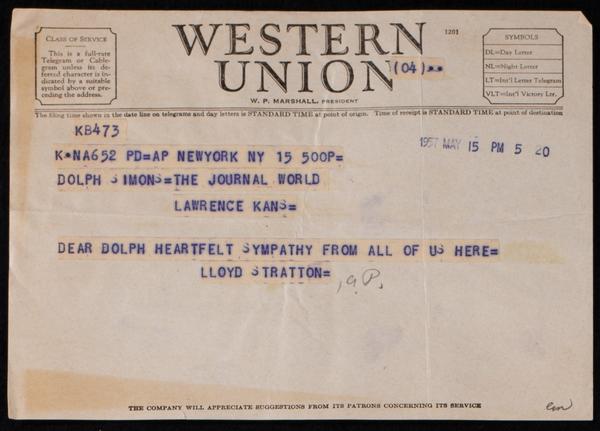 CLASS OF SERVICE
This is a full-rate
Telegram or Cable-
gram unless its de-
ferred character is in-
dicated by a suitable
symbol above or pre-
ceding the address.
WESTERN
UNION
1201
(04)
W. P. MARSHALL, PRESIDENT
SYMBOLS
DL=Day Letter
NL=Night Letter
LT=Int'l Letter Telegram
VLT=Int'l Victory Ltr.
The filing time shown in the date line on telegrams and day letters is STANDARD TIME at point of origin. Time of receipt is STANDARD TIME at point of destination
KB473
K•NA652 PD=AP NEWYORK NY 15 500P=
1957 MAY 15 PM 5 20
DOLPH SIMONS=THE JOURNAL WORLD
LAWRENCE KANS=
DEAR DOLPH HEARTFELT SYMPATHY FROM ALL OF US HERE=
LLOYD STRATTON=
, a.P.
THE COMPANY WILL APPRECIATE SUGGESTIONS FROM ITS PATRONS CONCERNING ITS SERVICE